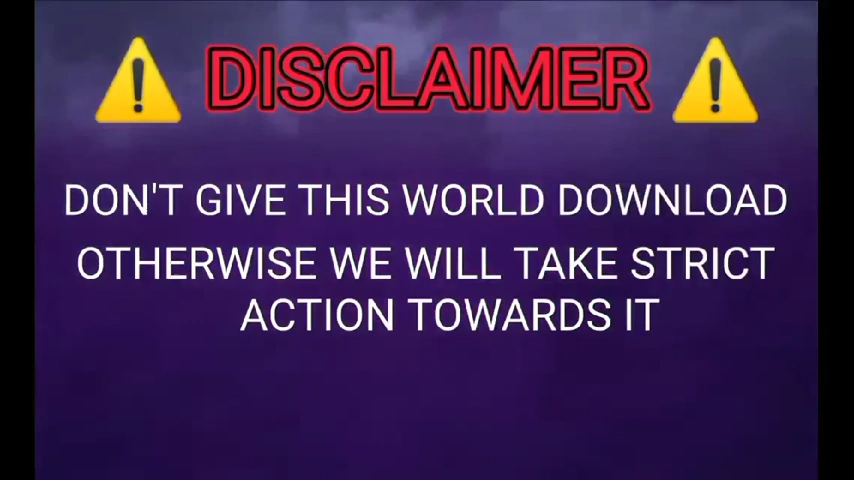 ⚠️ DISCLAIMER ⚠️
DON'T GIVE THIS WORLD DOWNLOAD
OTHERWISE WE WILL TAKE STRICT
ACTION TOWARDS IT